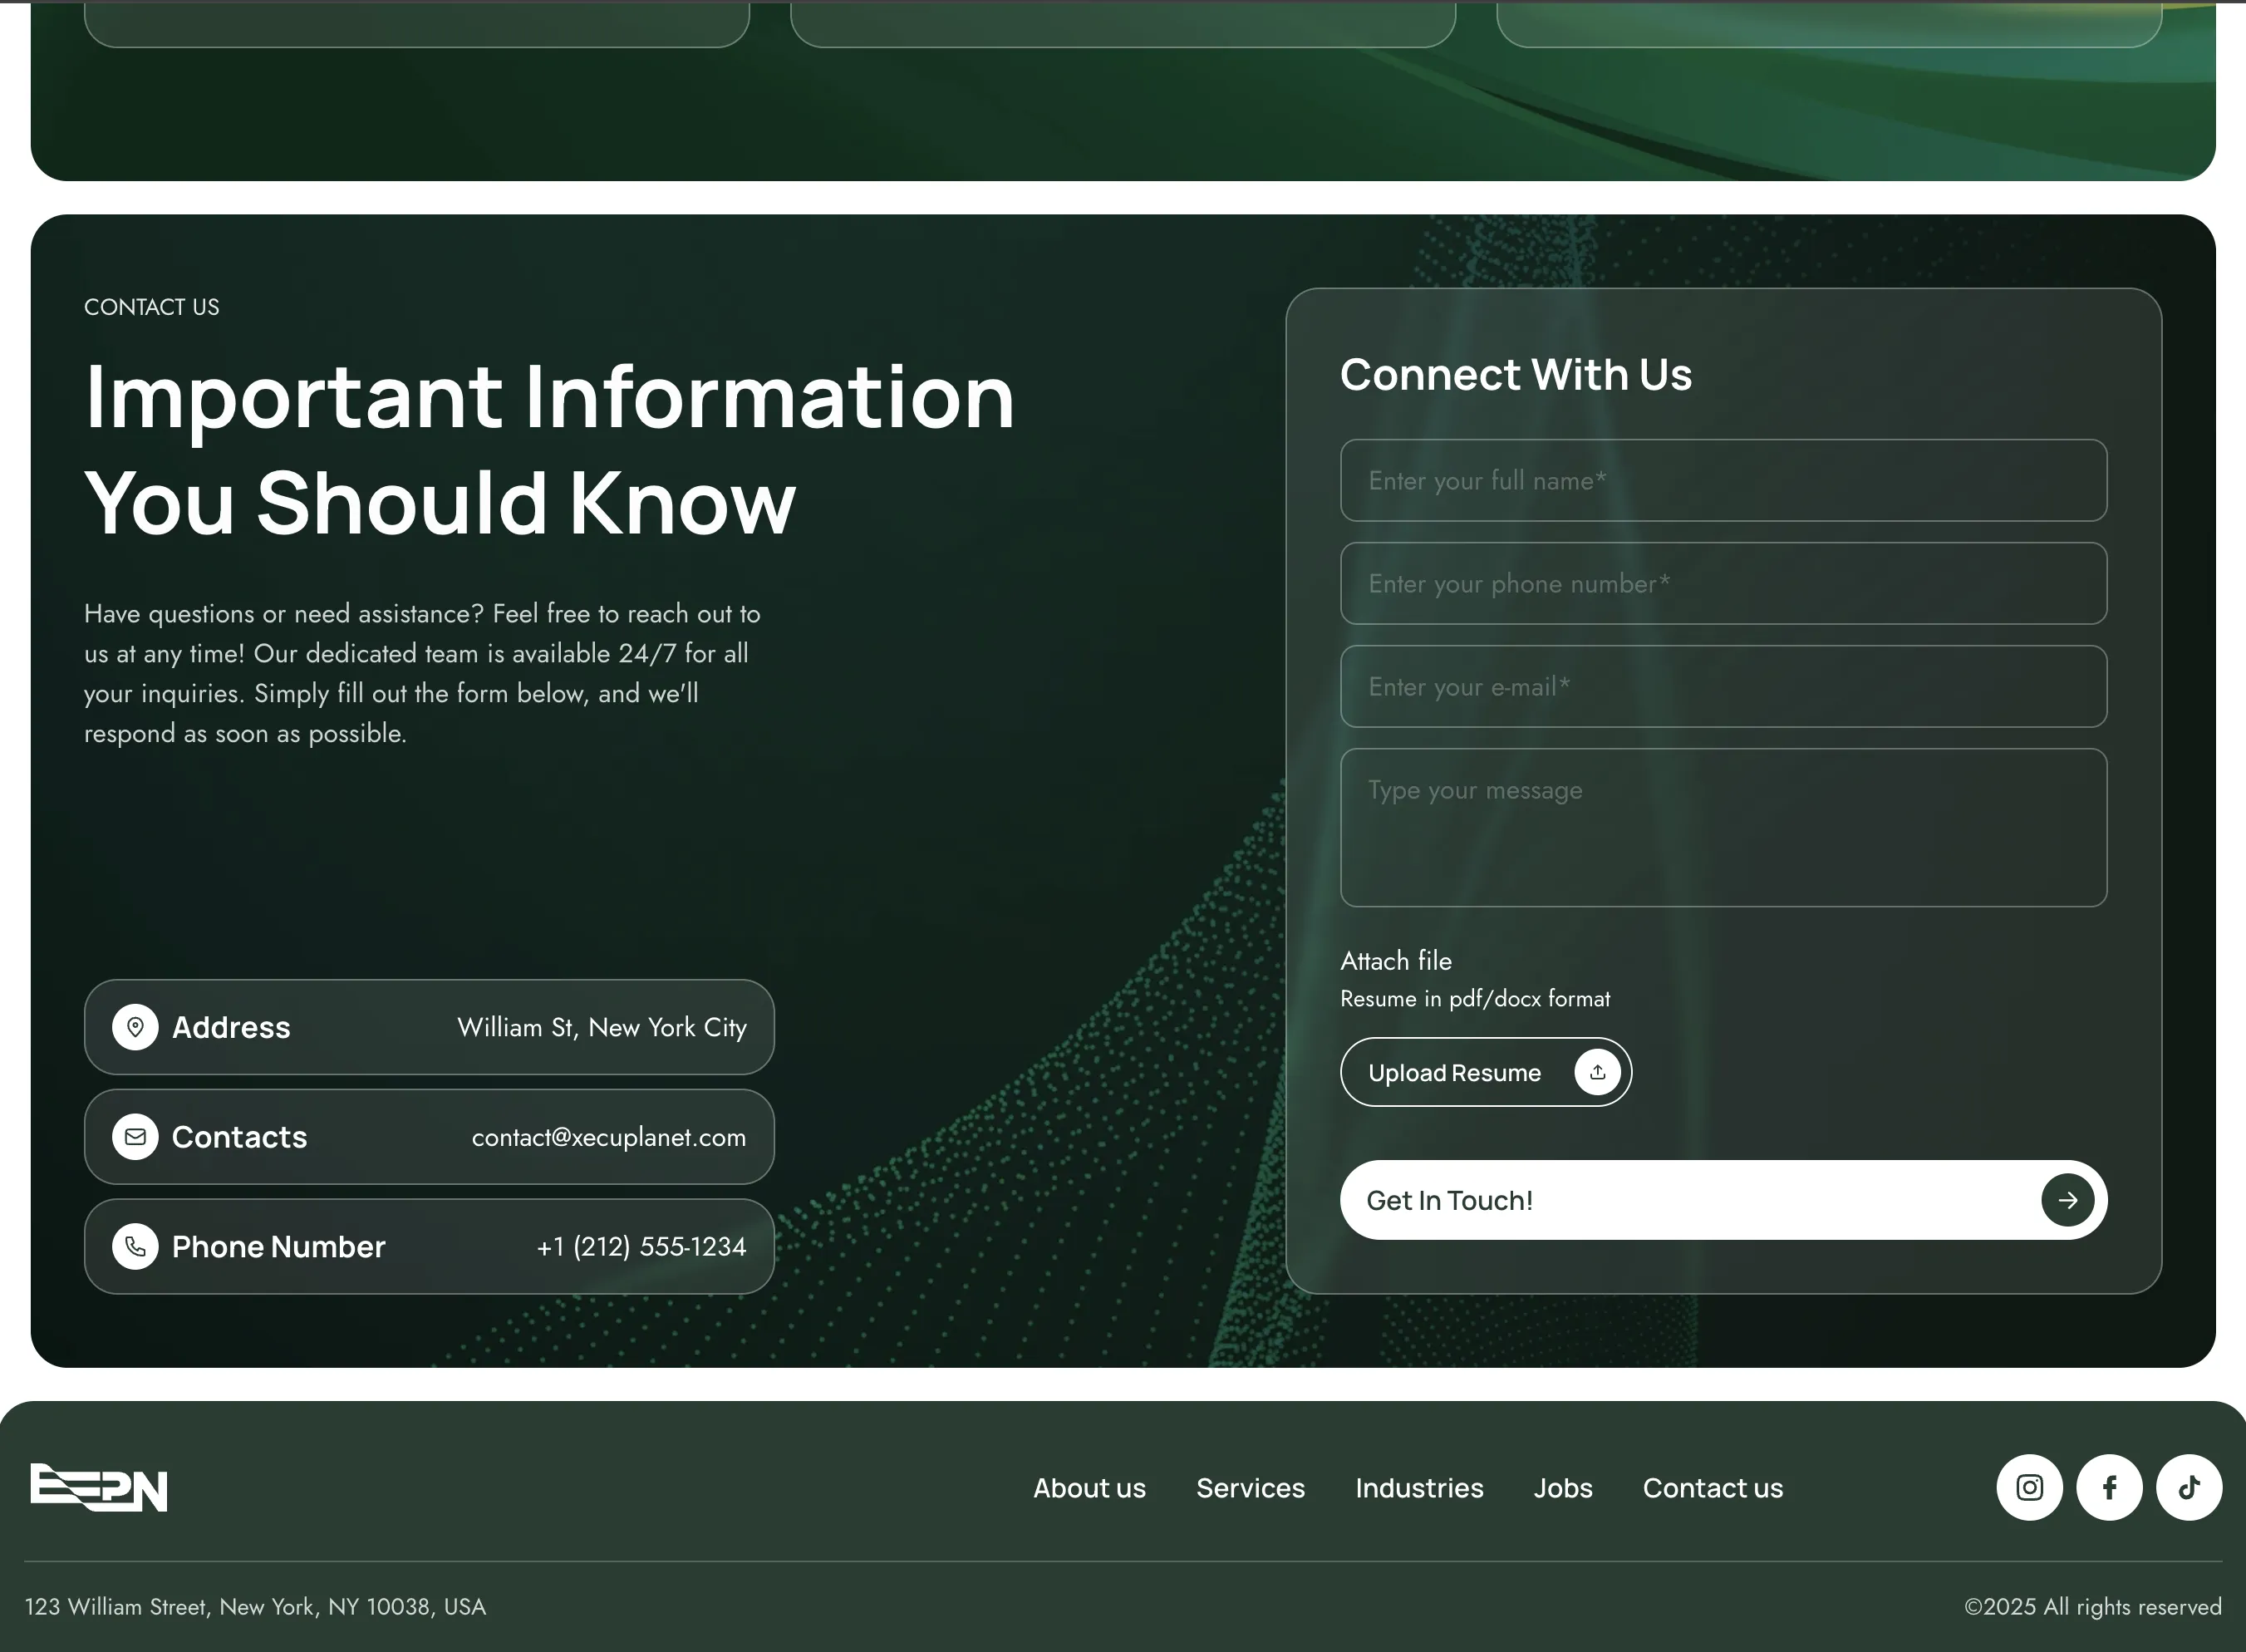 CONTACT US
Important Information
You Should Know
Have questions or need assistance? Feel free to reach out to
us at any time! Our dedicated team is available 24/7 for all
your inquiries. Simply fill out the form below, and we'll
respond as soon as possible.
Address
William St, New York City
Contacts
contact@xecuplanet.com
Phone Number
+1 (212) 555-1234
Connect With Us
Enter your full name*
Enter your phone number*
Enter your e-mail*
Type your message
Attach file
Resume in pdf/docx format
Upload Resume
Get In Touch!
EPN
About us
Services
Industries
Jobs
Contact us
123 William Street, New York, NY 10038, USA
©2025 All rights reserved